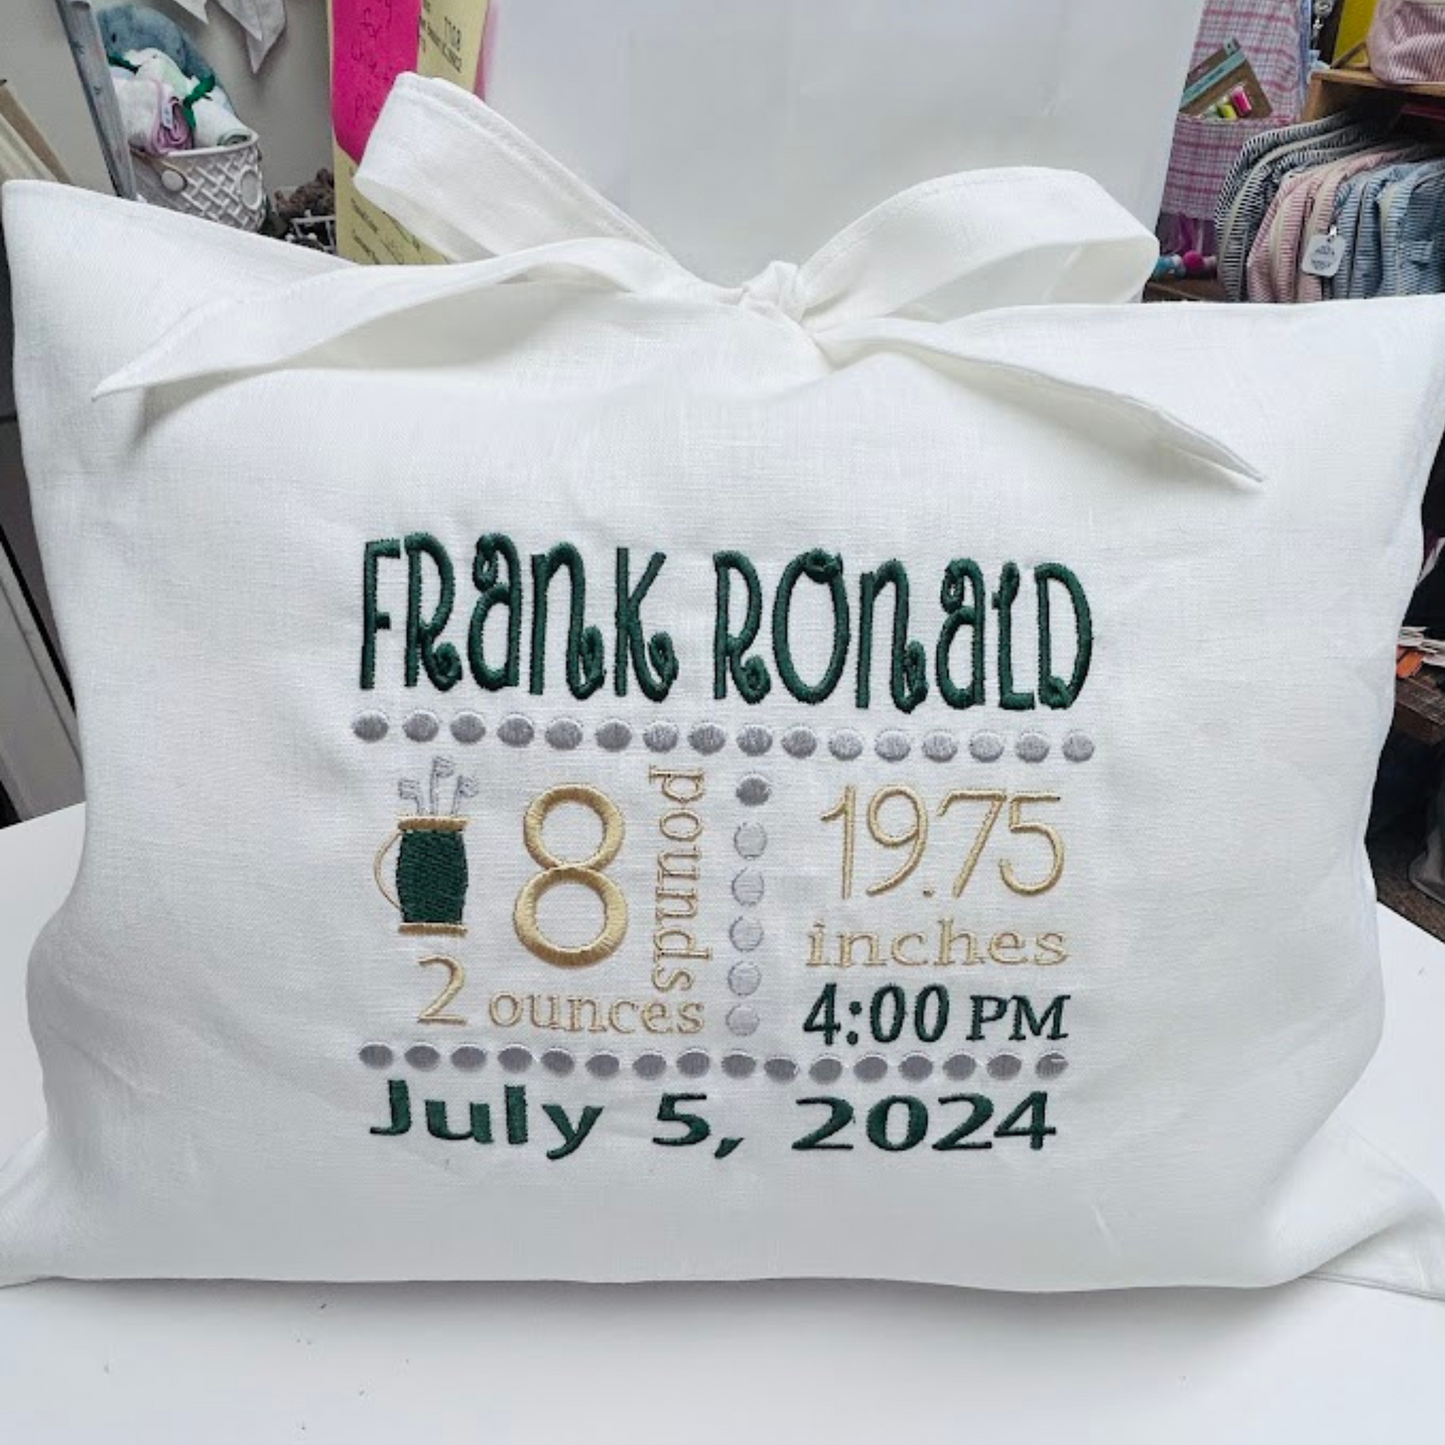 FRanK ROnaLD
8 pounds
2 ounces
19.75
inches
4:00 PM
July 5, 2024